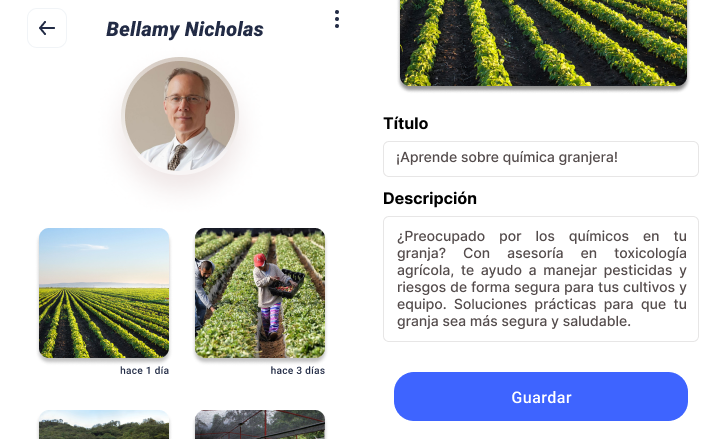 Bellamy Nicholas
hace 1 día
hace 3 días
Título
¡Aprende sobre química granjera!
Descripción
¿Preocupado por los químicos en tu
granja? Con asesoría en toxicología
agrícola, te ayudo a manejar pesticidas y
riesgos de forma segura para tus cultivos y
equipo. Soluciones prácticas para que tu
granja sea más segura y saludable.
Guardar